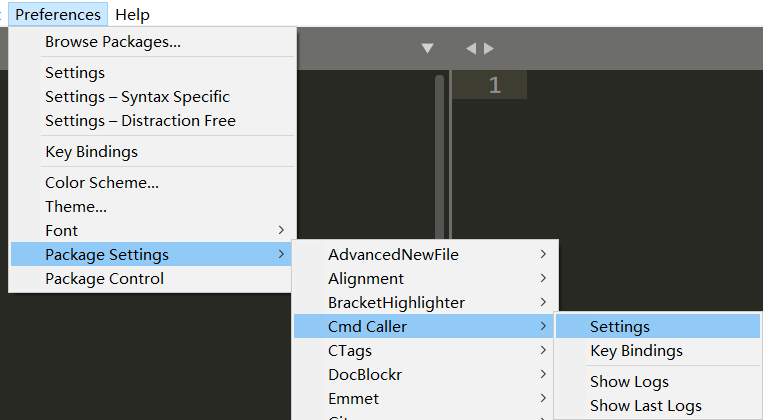 Preferences Help
Browse Packages...
Settings
Settings – Syntax Specific
Settings – Distraction Free
Key Bindings
Color Scheme...
Theme...
Font
Package Settings
Package Control
1
AdvancedNewFile
Alignment
BracketHighlighter
Cmd Caller
CTags
DocBlockr
Emmet
Settings
Key Bindings
Show Logs
Show Last Logs